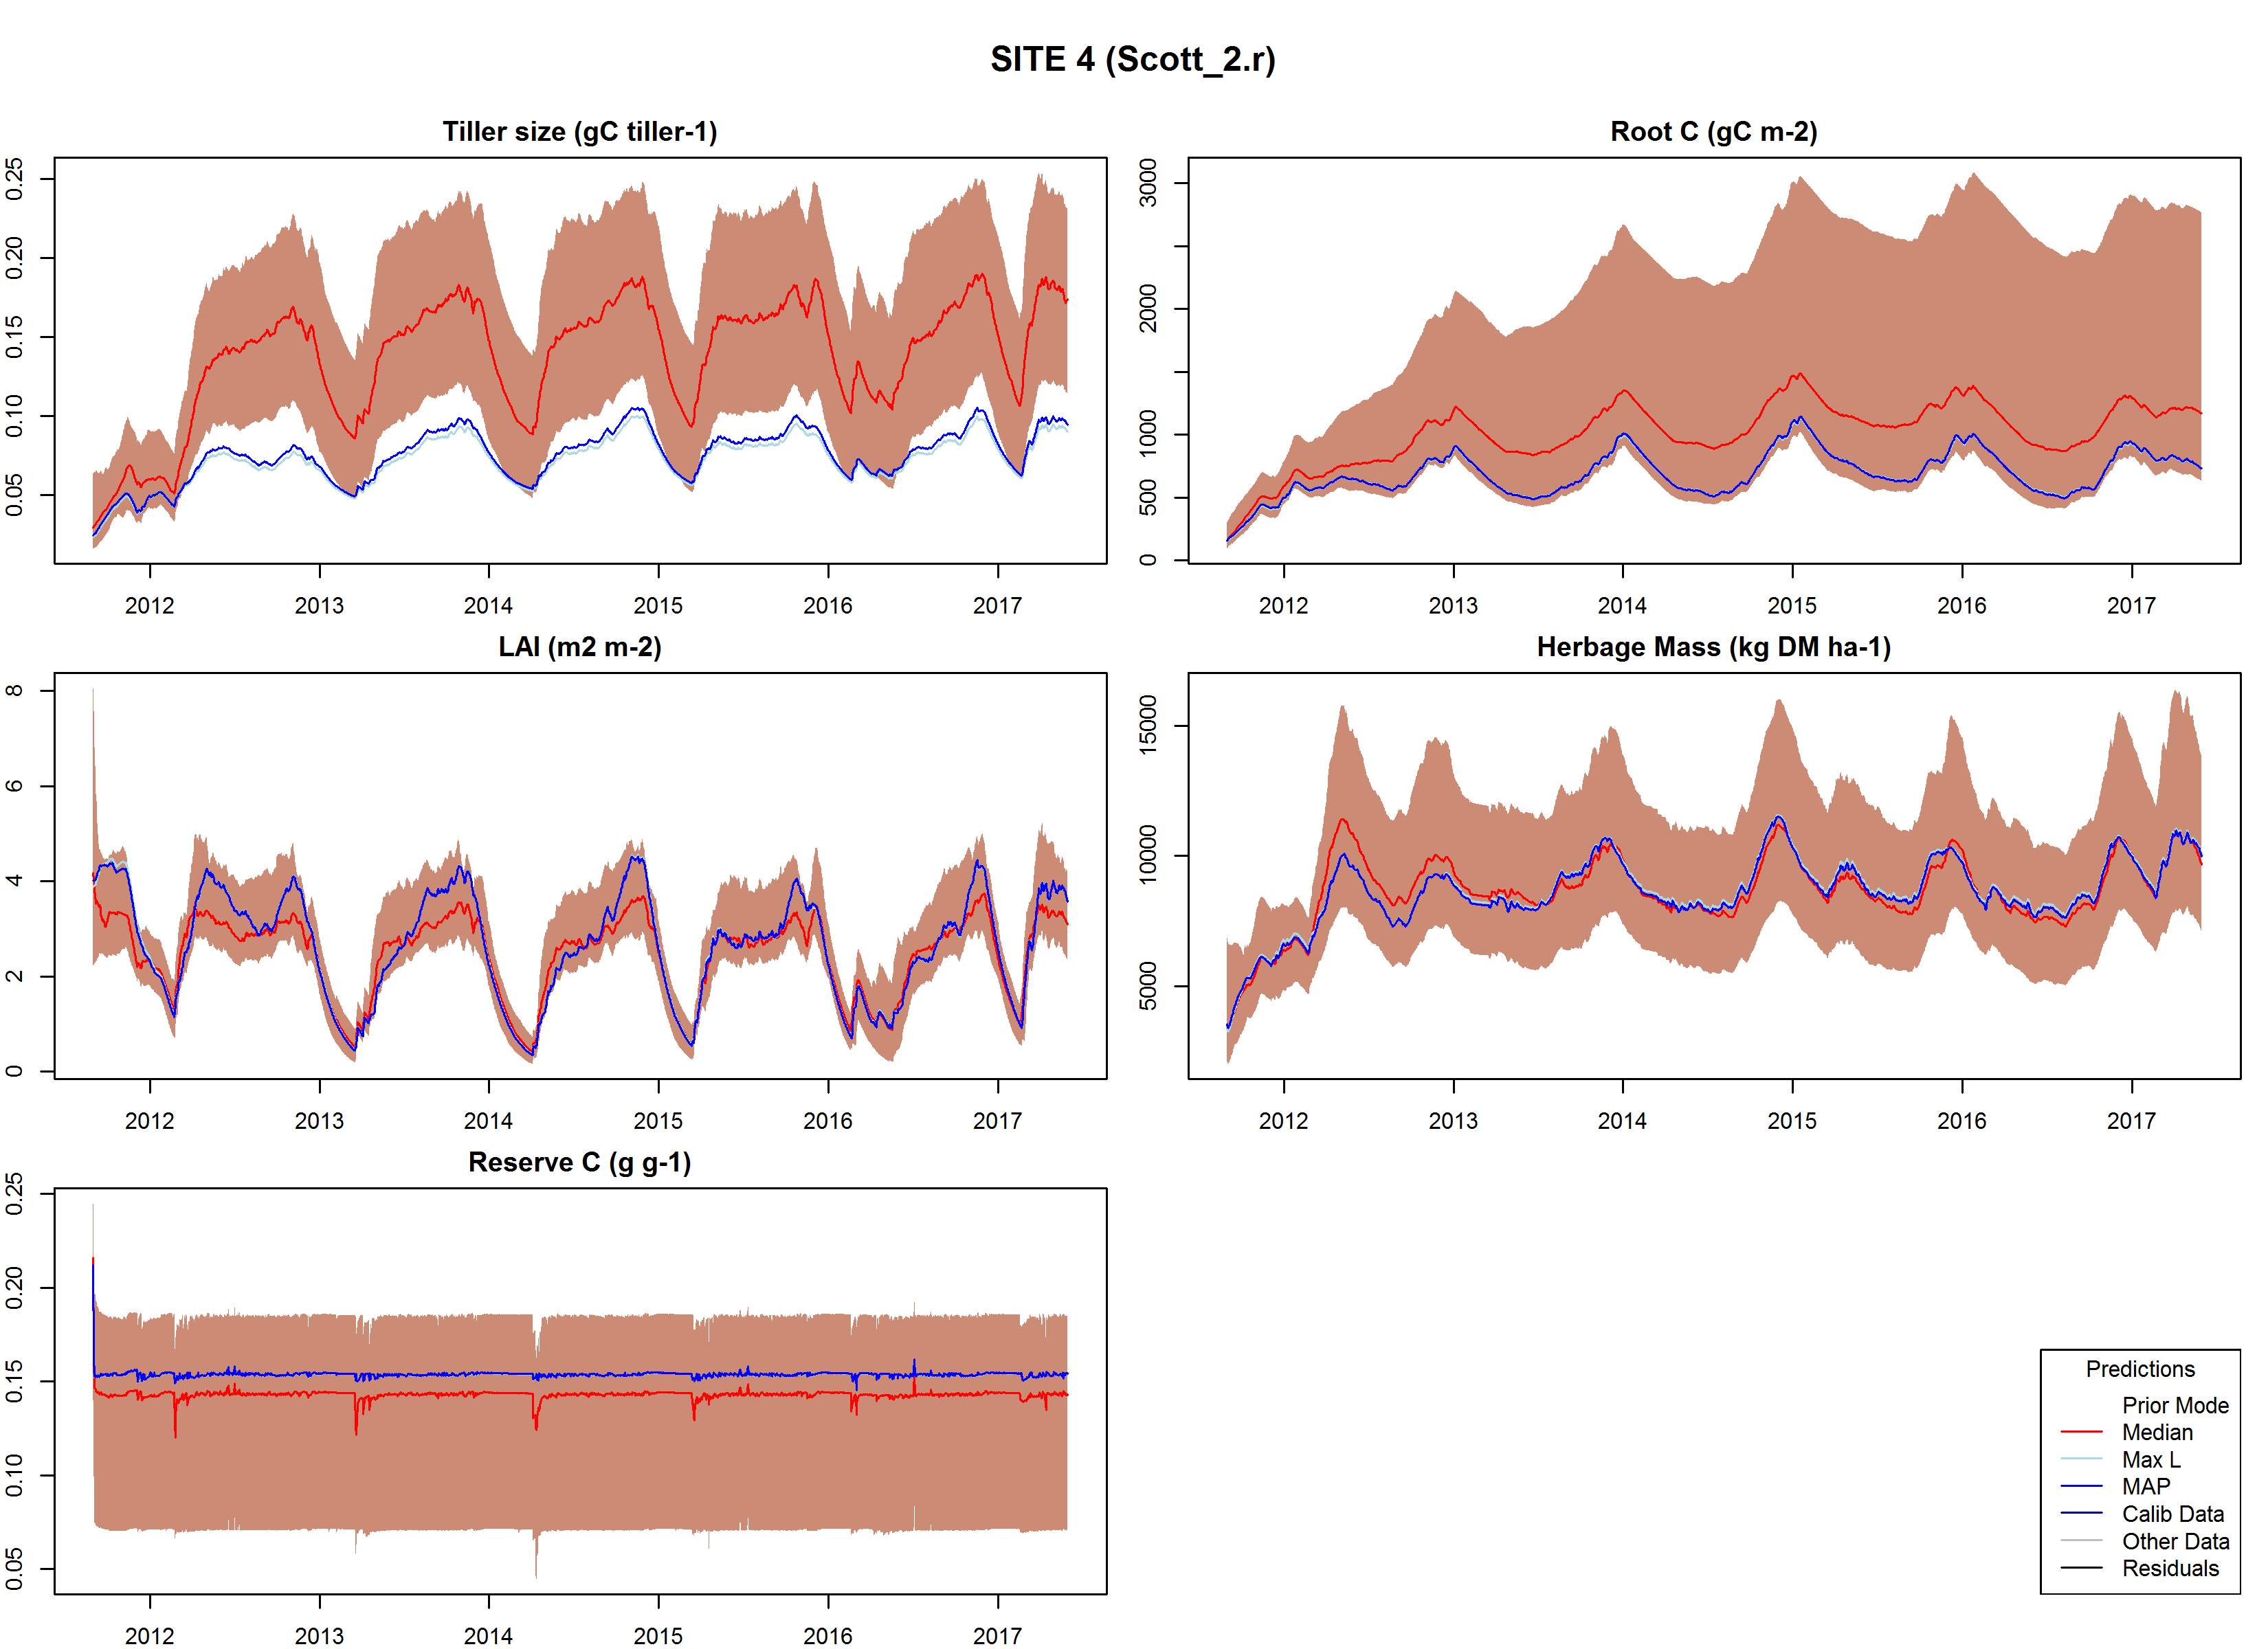 SITE 4 (Scott_2.r)
Tiller size (gC tiller-1)
0.25
0.20
0.15
0.10
0.05
2012 2013 2014 2015 2016 2017
Root C (gC m-2)
3000
2000
1000
500
0
2012 2013 2014 2015 2016 2017
LAI (m2 m-2)
8
6
4
2
0
2012 2013 2014 2015 2016 2017
Herbage Mass (kg DM ha-1)
15000
10000
5000
2012 2013 2014 2015 2016 2017
Reserve C (g g-1)
0.25
0.20
0.15
0.10
0.05
2012 2013 2014 2015 2016 2017
Predictions
Prior Mode
Median
Max L
MAP
Calib Data
Other Data
Residuals